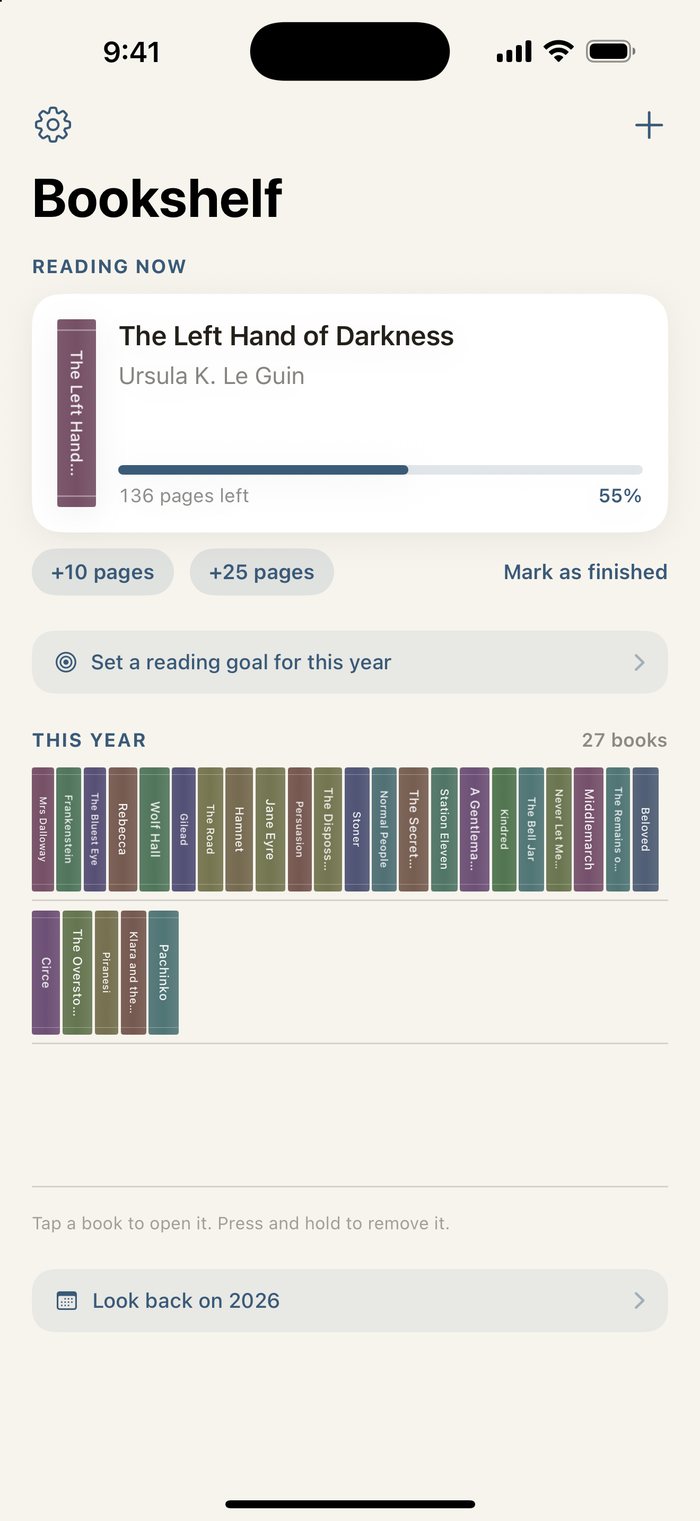 9:41
Bookshelf
READING NOW
The Left Hand...
The Left Hand of Darkness
Ursula K. Le Guin
136 pages left
55%
+10 pages
+25 pages
Mark as finished
Set a reading goal for this year
THIS YEAR
27 books
Mrs Dalloway
Frankenstein
The Bluest Eye
Rebecca
Wolf Hall
Gilead
The Road
Hamnet
Jane Eyre
Persuasion
The Disposs...
Stoner
Normal People
The Secret...
Station Eleven
A Gentlema...
Kindred
The Bell Jar
Never Let Me...
Middlemarch
The Remains o...
Beloved
Circe
The Oversto...
Piranesi
Klara and the...
Pachinko
Tap a book to open it. Press and hold to remove it.
Look back on 2026